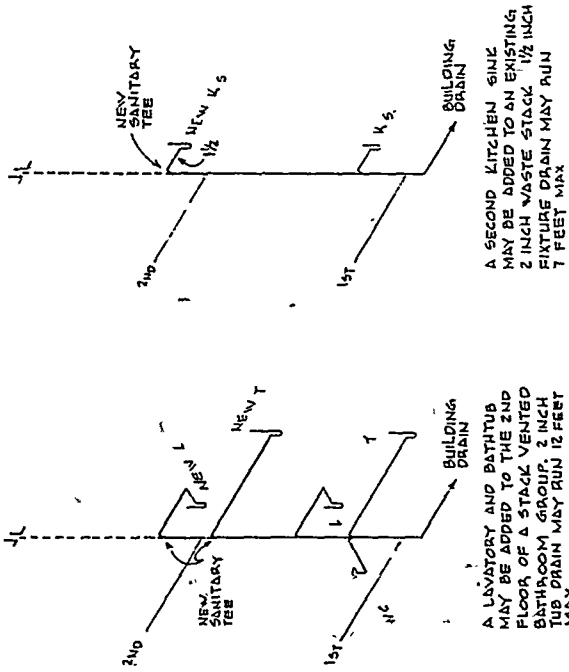 NEW L
NEW T
2ND
NEW
SANITARY
TEE
L
T
1ST
WC
BUILDING
DRAIN
A LAVATORY AND BATHTUB
MAY BE ADDED TO THE 2ND
FLOOR OF A STACK VENTED
BATHROOM GROUP. 2 INCH
TUB DRAIN MAY RUN 12 FEET
MAX
NEW
SANITARY
TEE
NEW K S
1½
2ND
K S.
1ST
BUILDING
DRAIN
A SECOND KITCHEN SINK
MAY BE ADDED TO AN EXISTING
2 INCH WASTE STACK 1½ INCH
FIXTURE DRAIN MAY RUN
7 FEET MAX